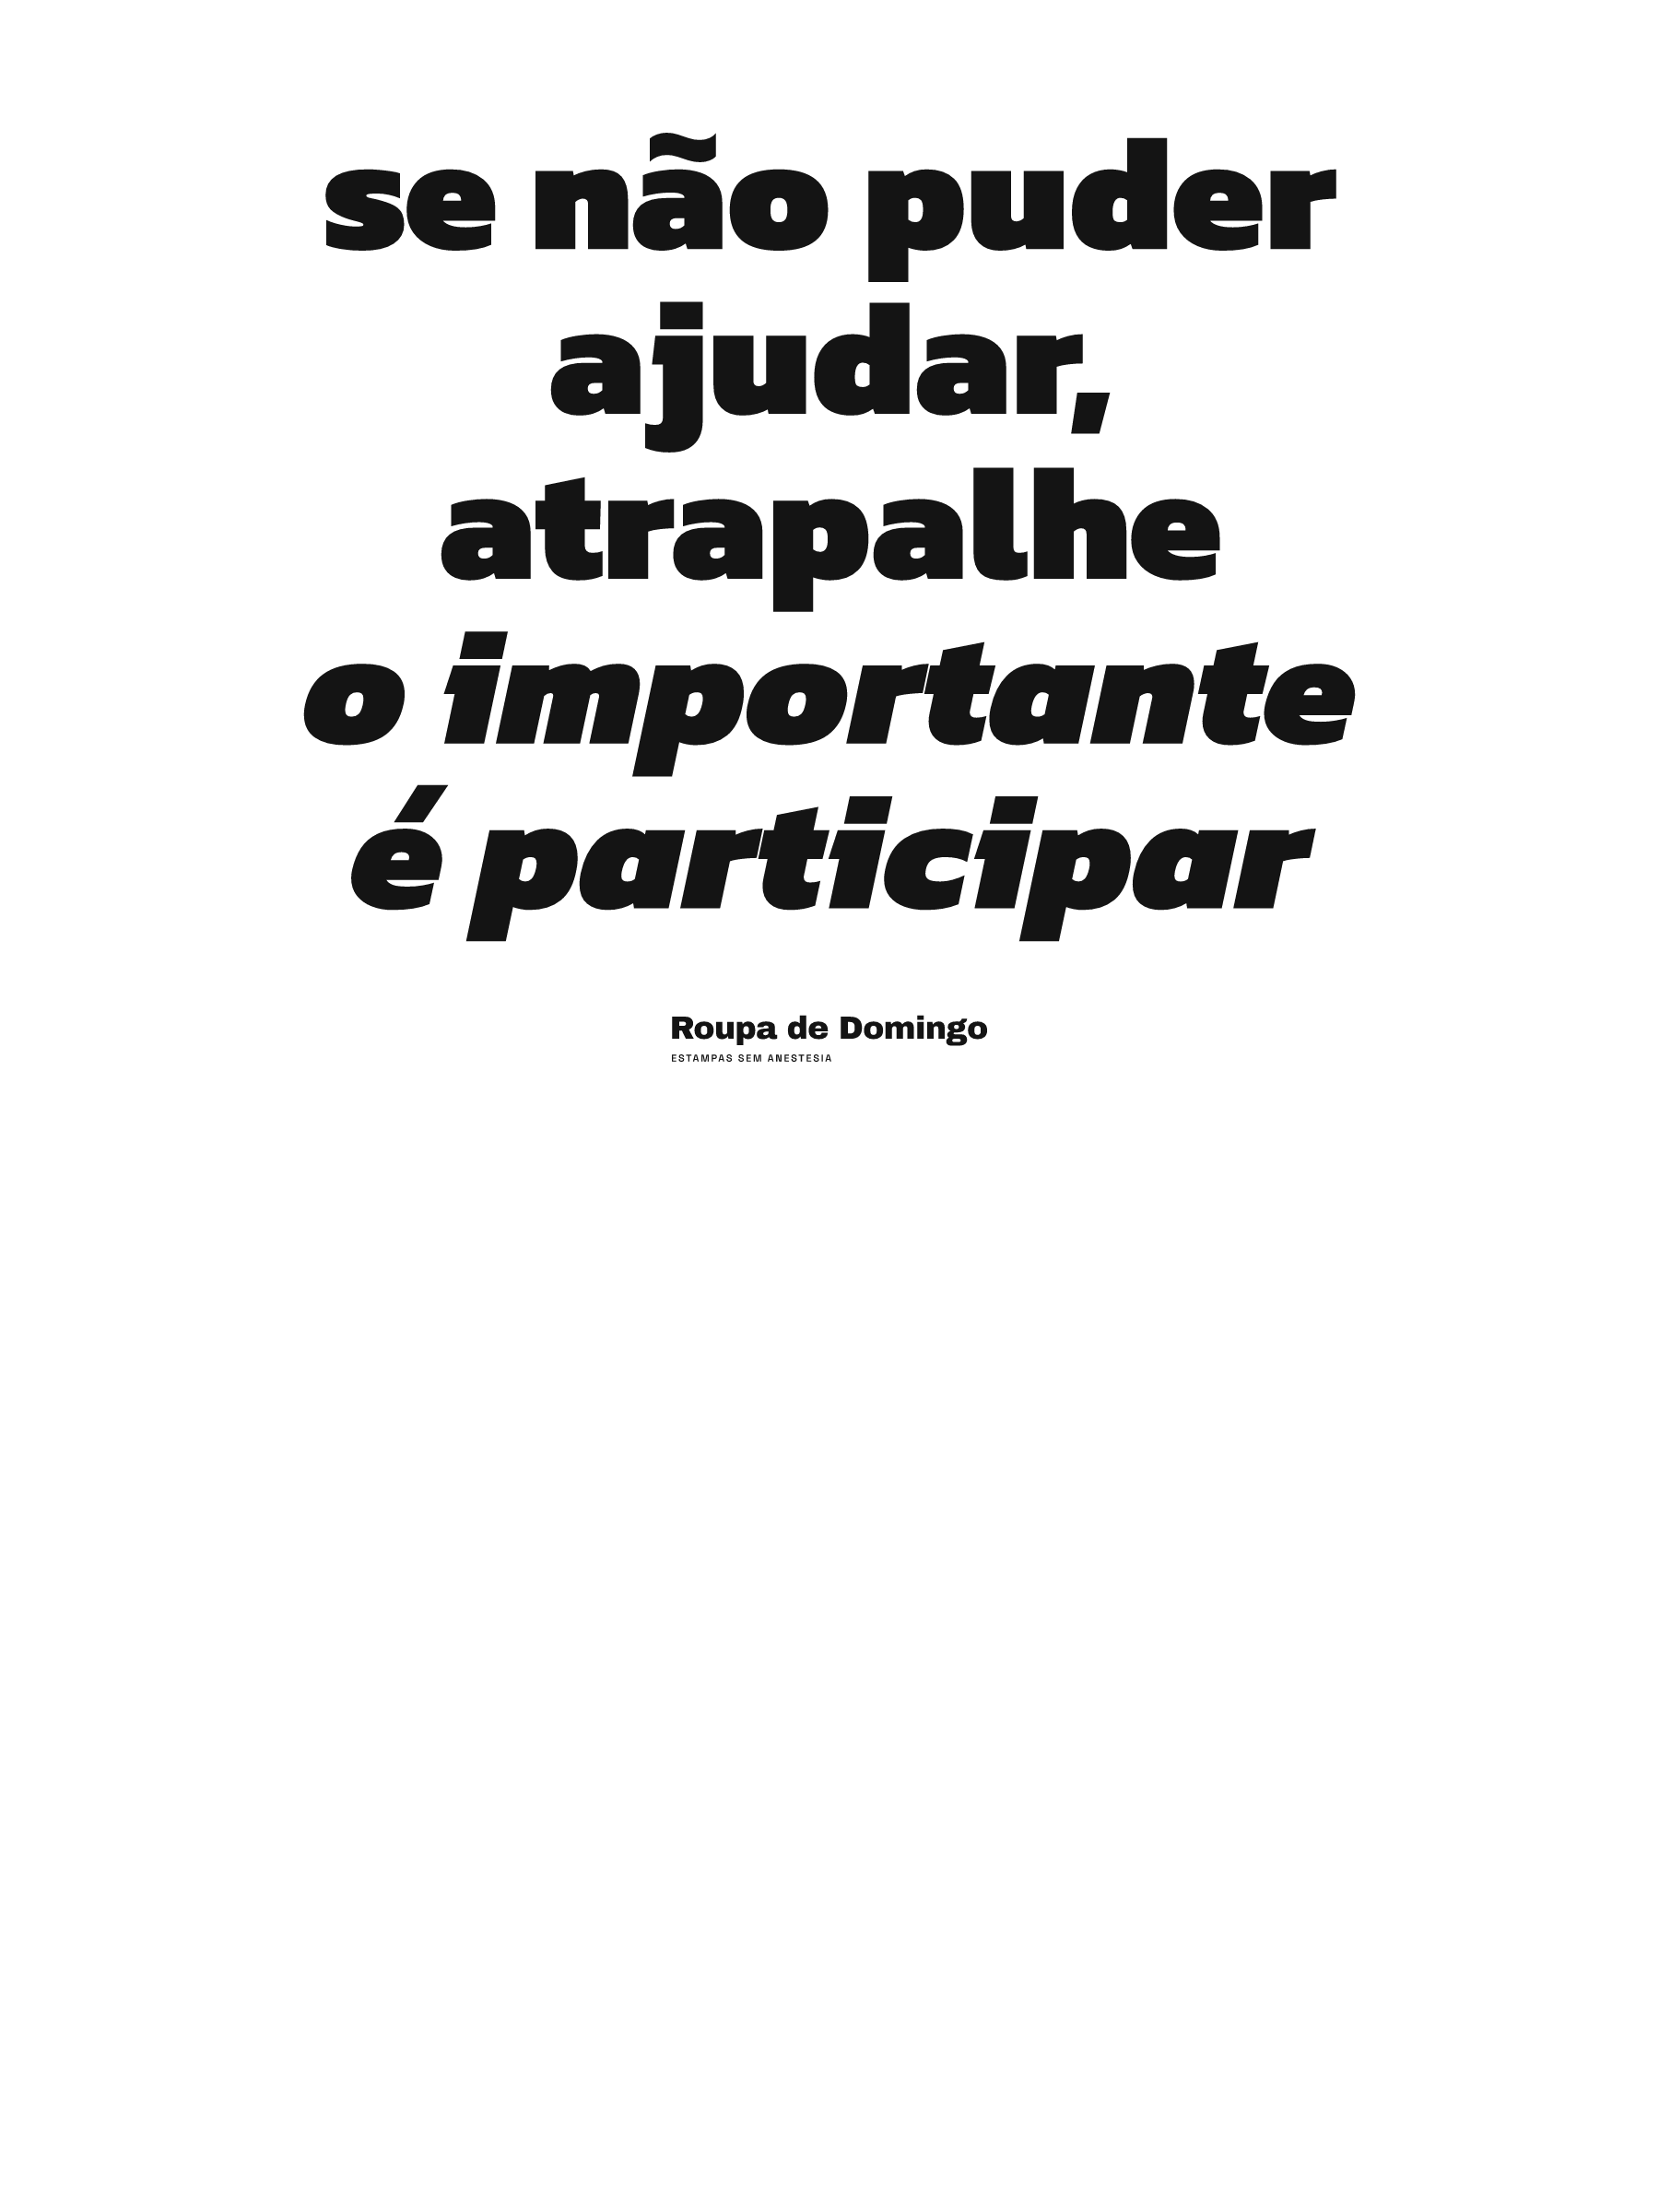 se não puder
ajudar,
atrapalhe
o importante
é participar
Roupa de Domingo
ESTAMPAS SEM ANESTESIA